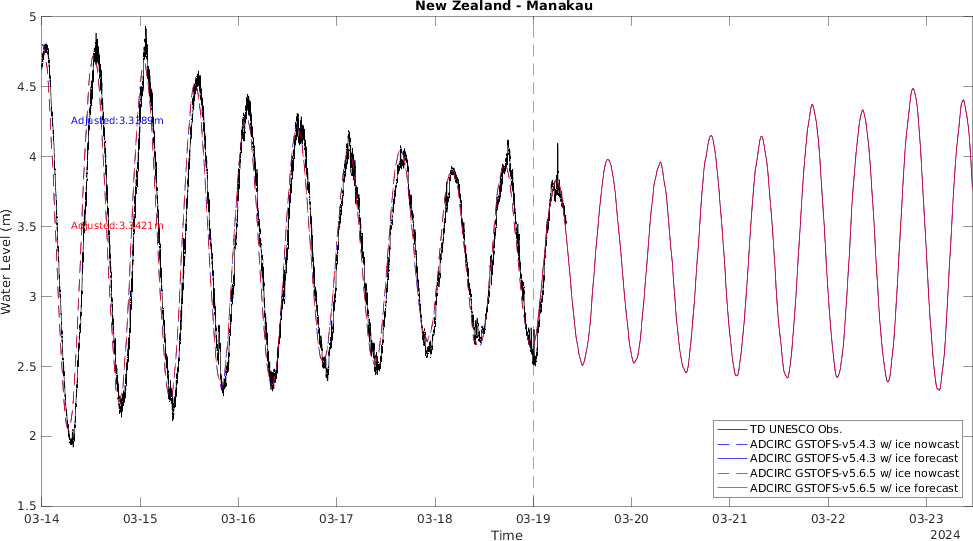 New Zealand - Manakau
Water Level (m)
5
4.5
4
3.5
3
2.5
2
1.5
Adjusted:3.3389m
Adjusted:3.3421m
TD UNESCO Obs.
ADCIRC GSTOFS-v5.4.3 w/ ice nowcast
ADCIRC GSTOFS-v5.4.3 w/ ice forecast
ADCIRC GSTOFS-v5.6.5 w/ ice nowcast
ADCIRC GSTOFS-v5.6.5 w/ ice forecast
03-14 03-15 03-16 03-17 03-18 03-19 03-20 03-21 03-22 03-23
Time
2024